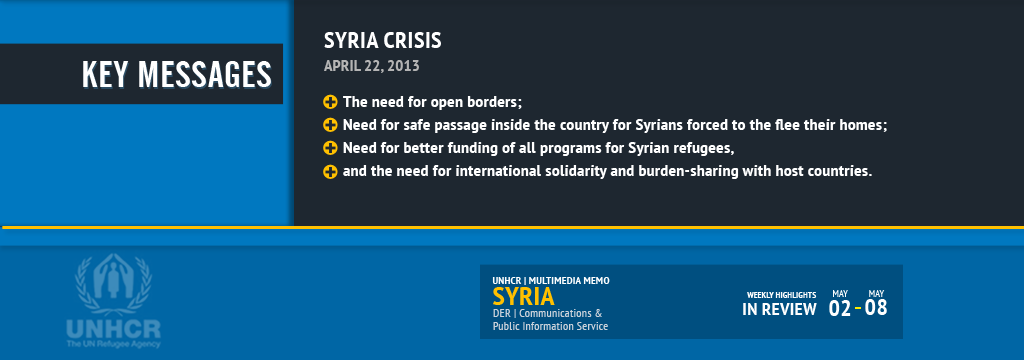 KEY MESSAGES
SYRIA CRISIS
APRIL 22, 2013
The need for open borders;
Need for safe passage inside the country for Syrians forced to the flee their homes;
Need for better funding of all programs for Syrian refugees,
and the need for international solidarity and burden-sharing with host countries.
UNHCR
The UN Refugee Agency
UNHCR | MULTIMEDIA MEMO
SYRIA
DER | Communications &
Public Information Service
WEEKLY HIGHLIGHTS
IN REVIEW
MAY MAY
02 - 08